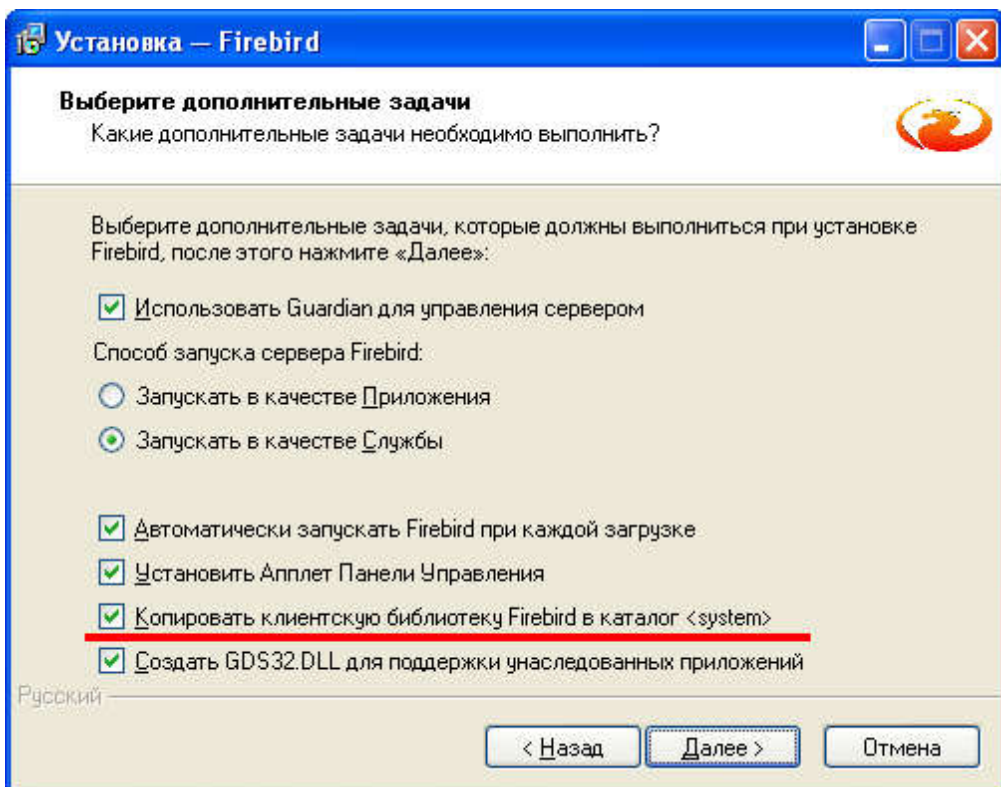 Установка — Firebird
Выберите дополнительные задачи
Какие дополнительные задачи необходимо выполнить?
Выберите дополнительные задачи, которые должны выполниться при установке
Firebird, после этого нажмите «Далее»:
Использовать Guardian для управления сервером
Способ запуска сервера Firebird:
Запускать в качестве Приложения
Запускать в качестве Службы
Автоматически запускать Firebird при каждой загрузке
Установить Апплет Панели Управления
Копировать клиентскую библиотеку Firebird в каталог <system>
Создать GDS32.DLL для поддержки унаследованных приложений
Русский
< Назад Далее > Отмена